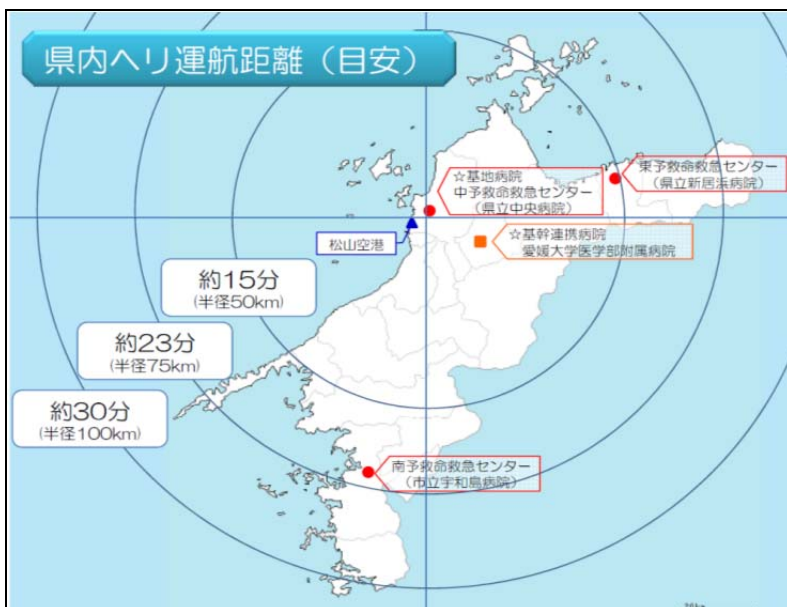 県内ヘリ運航距離（目安）
東予救命救急センター
（県立新居浜病院）
☆基地病院
中予救命救急センター
（県立中央病院）
松山空港
☆基幹連携病院
愛媛大学医学部附属病院
約15分
(半径50km)
約23分
(半径75km)
約30分
(半径100km)
南予救命救急センター
（市立宇和島病院）